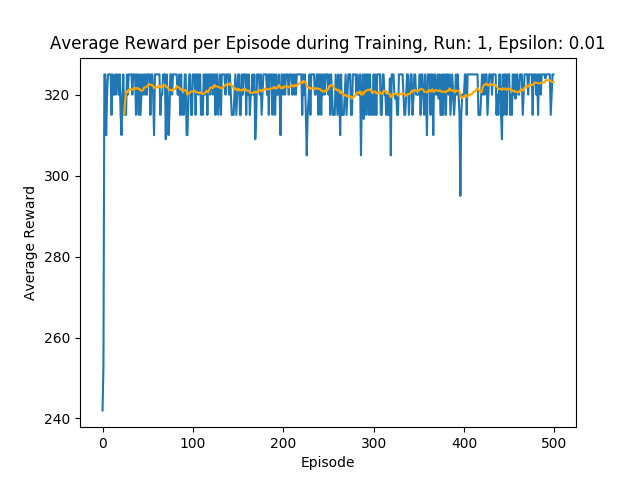 Average Reward per Episode during Training, Run: 1, Epsilon: 0.01
Average Reward
320
300
280
260
240
0 100 200 300 400 500
Episode